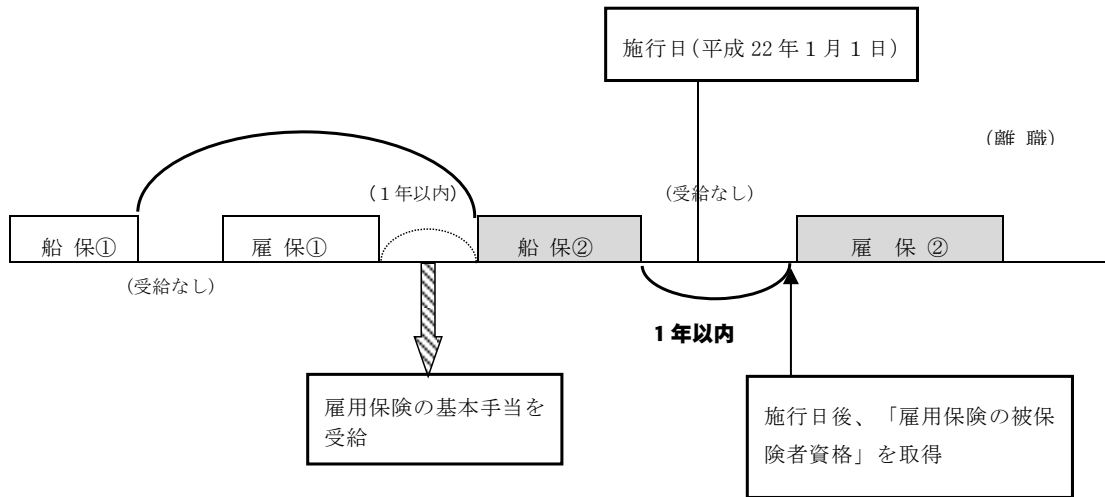 施行日(平成 22 年 1 月 1 日)
(離 職)
(1 年以内)
(受給なし)
船 保①
雇 保①
船 保②
雇 保 ②
(受給なし)
1 年以内
雇用保険の基本手当を
受給
施行日後、「雇用保険の被保
険者資格」を取得